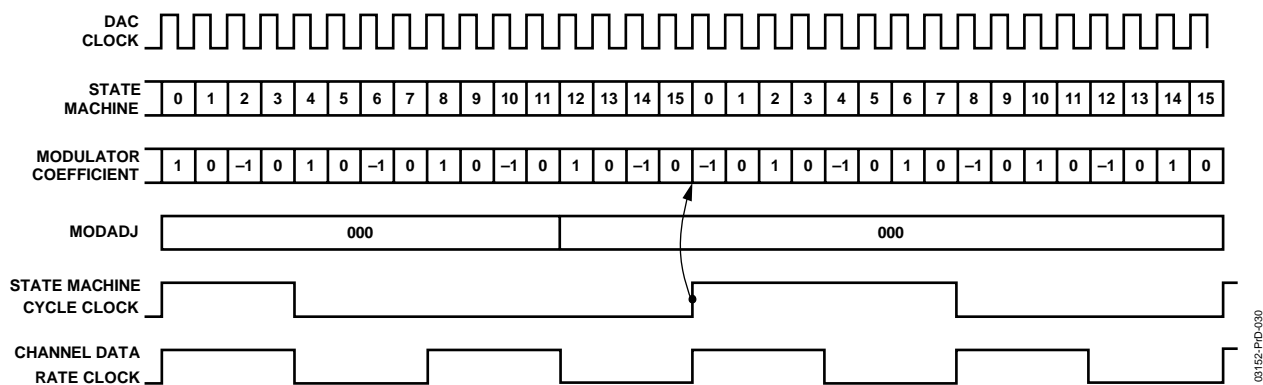 DAC
CLOCK
STATE
MACHINE
0 1 2 3 4 5 6 7 8 9 10 11 12 13 14 15 0 1 2 3 4 5 6 7 8 9 10 11 12 13 14 15
MODULATOR
COEFFICIENT
1 0 –1 0 1 0 –1 0 1 0 –1 0 1 0 –1 0 –1 0 1 0 –1 0 1 0 –1 0 1 0 –1 0 1 0
MODADJ
000 000
STATE MACHINE
CYCLE CLOCK
CHANNEL DATA
RATE CLOCK
03152-PrD-030